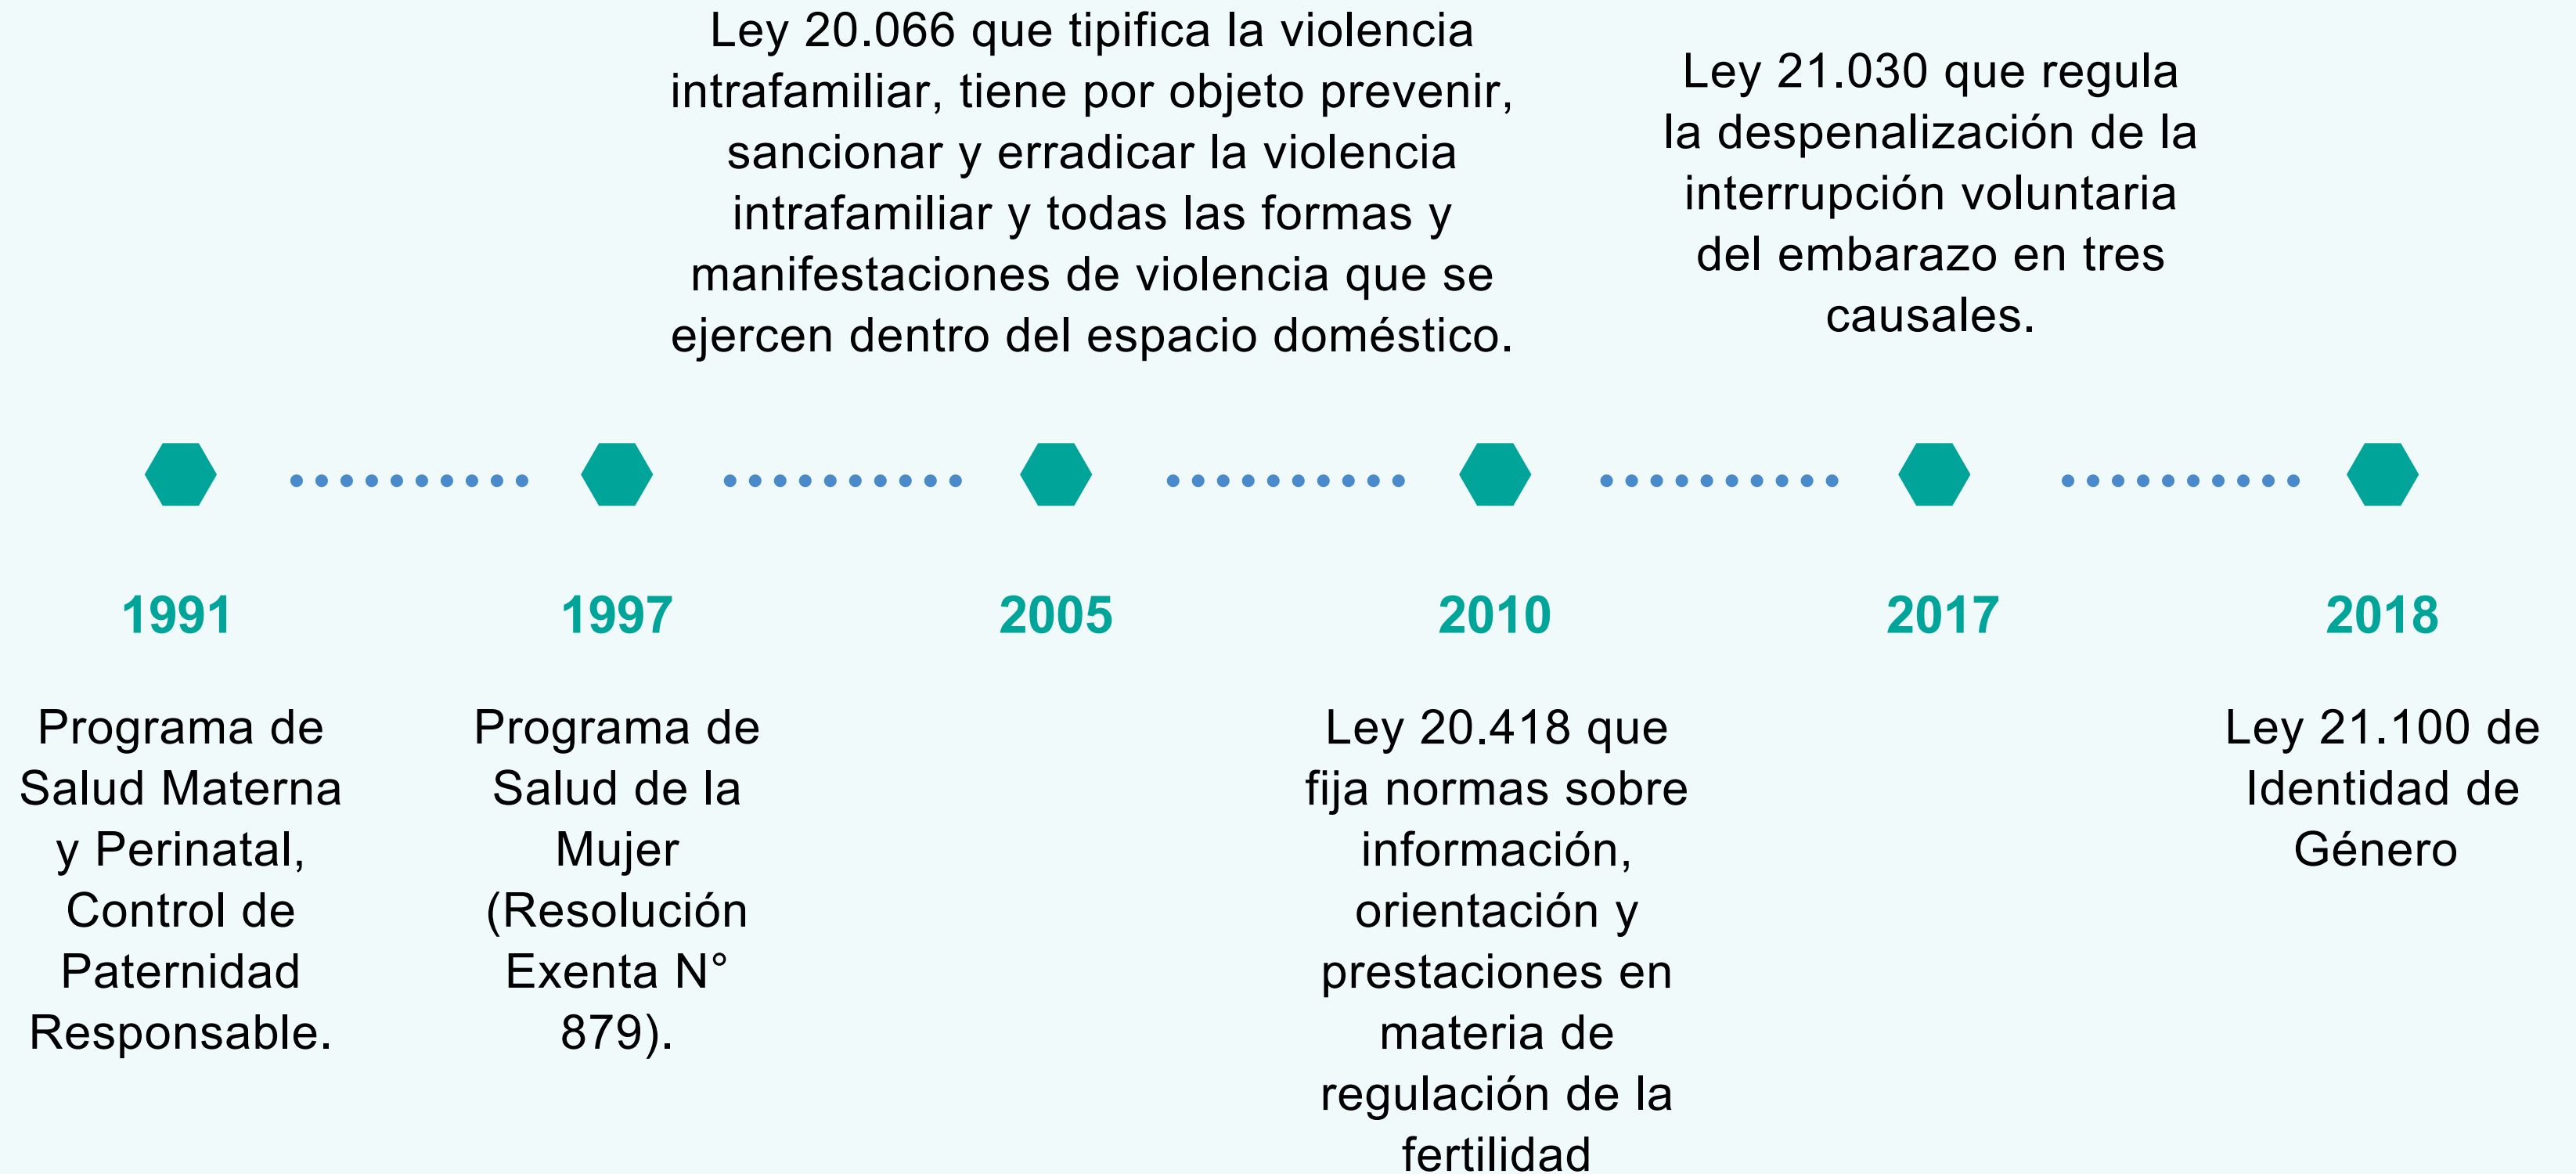 Ley 20.066 que tipifica la violencia
intrafamiliar, tiene por objeto prevenir,
sancionar y erradicar la violencia
intrafamiliar y todas las formas y
manifestaciones de violencia que se
ejercen dentro del espacio doméstico.
Ley 21.030 que regula
la despenalización de la
interrupción voluntaria
del embarazo en tres
causales.
1991
1997
2005
2010
2017
2018
Programa de
Salud Materna
y Perinatal,
Control de
Paternidad
Responsable.
Programa de
Salud de la
Mujer
(Resolución
Exenta N°
879).
Ley 20.418 que
fija normas sobre
información,
orientación y
prestaciones en
materia de
regulación de la
fertilidad
Ley 21.100 de
Identidad de
Género